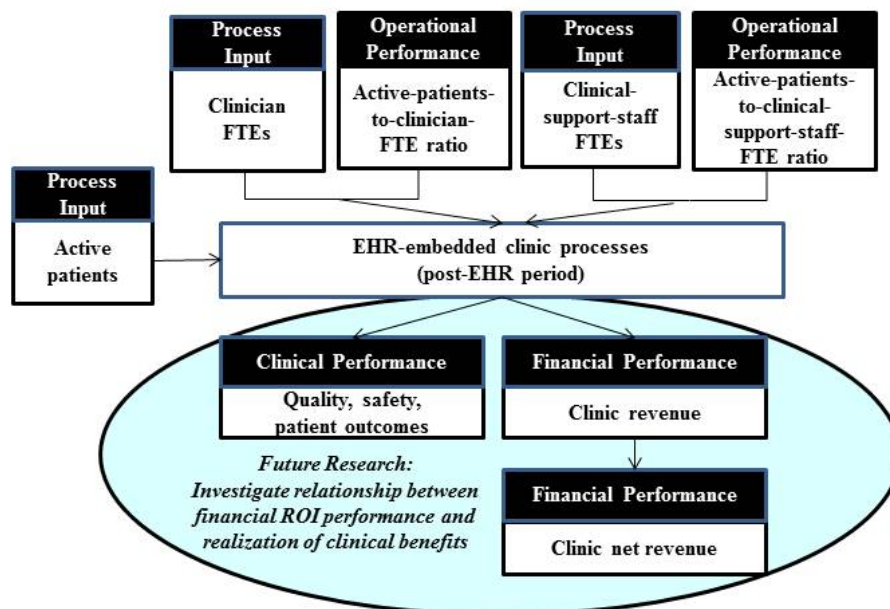 Process
Input
Clinician
FTEs
Operational
Performance
Active-patients-
to-clinician-
FTE ratio
Process
Input
Clinical-
support-staff
FTEs
Operational
Performance
Active-patients-
to-clinical-
support-staff-
FTE ratio
Process
Input
Active
patients
EHR-embedded clinic processes
(post-EHR period)
Clinical Performance
Quality, safety,
patient outcomes
Financial Performance
Clinic revenue
Future Research:
Investigate relationship between
financial ROI performance and
realization of clinical benefits
Financial Performance
Clinic net revenue